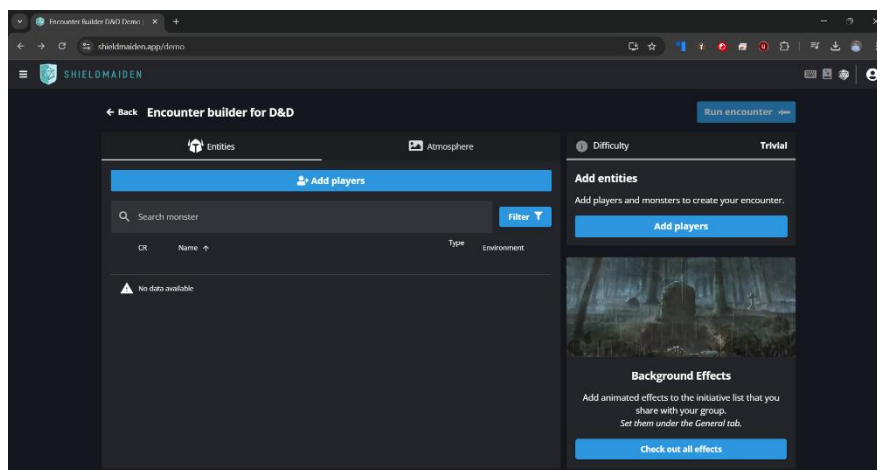 Encounter Builder D&D Demo |
shieldmaiden.app/demo
SHIELDMAIDEN
Back Encounter builder for D&D
Run encounter
Entities
Atmosphere
Add players
Search monster
Filter
CR Name Type Environment
No data available
Difficulty Trivial
Add entities
Add players and monsters to create your encounter.
Add players
Background Effects
Add animated effects to the initiative list that you
share with your group.
Set them under the General tab.
Check out all effects